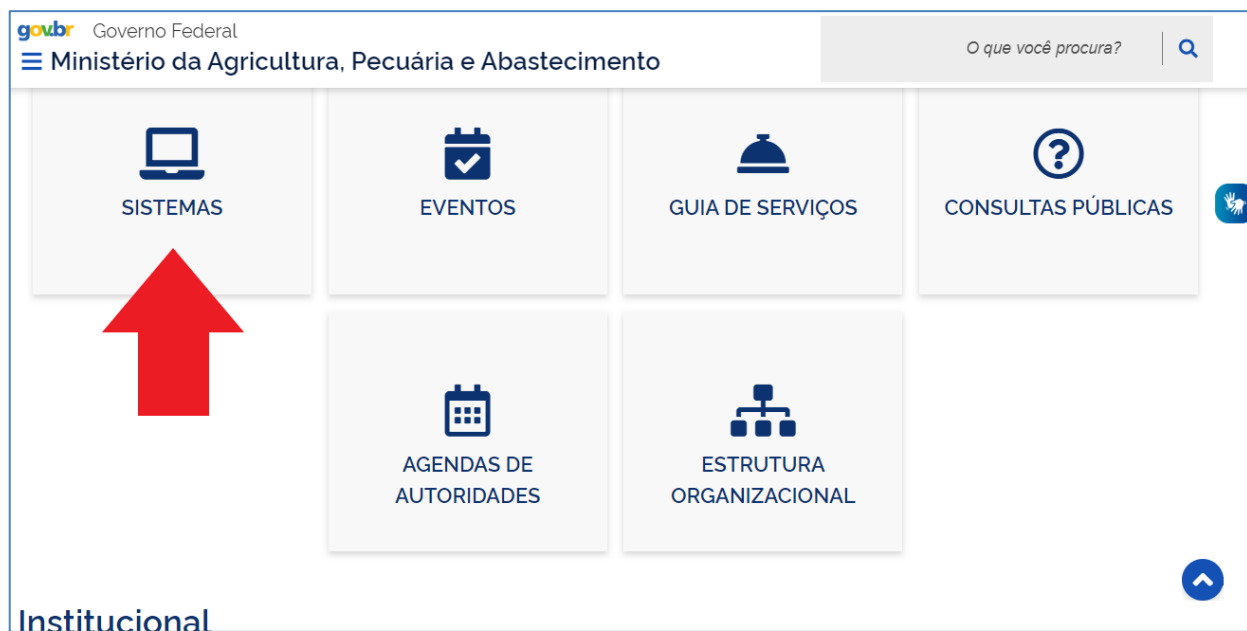 gov.br Governo Federal
Ministério da Agricultura, Pecuária e Abastecimento
O que você procura?
SISTEMAS
EVENTOS
GUIA DE SERVIÇOS
CONSULTAS PÚBLICAS
AGENDAS DE
AUTORIDADES
ESTRUTURA
ORGANIZACIONAL
Institucional